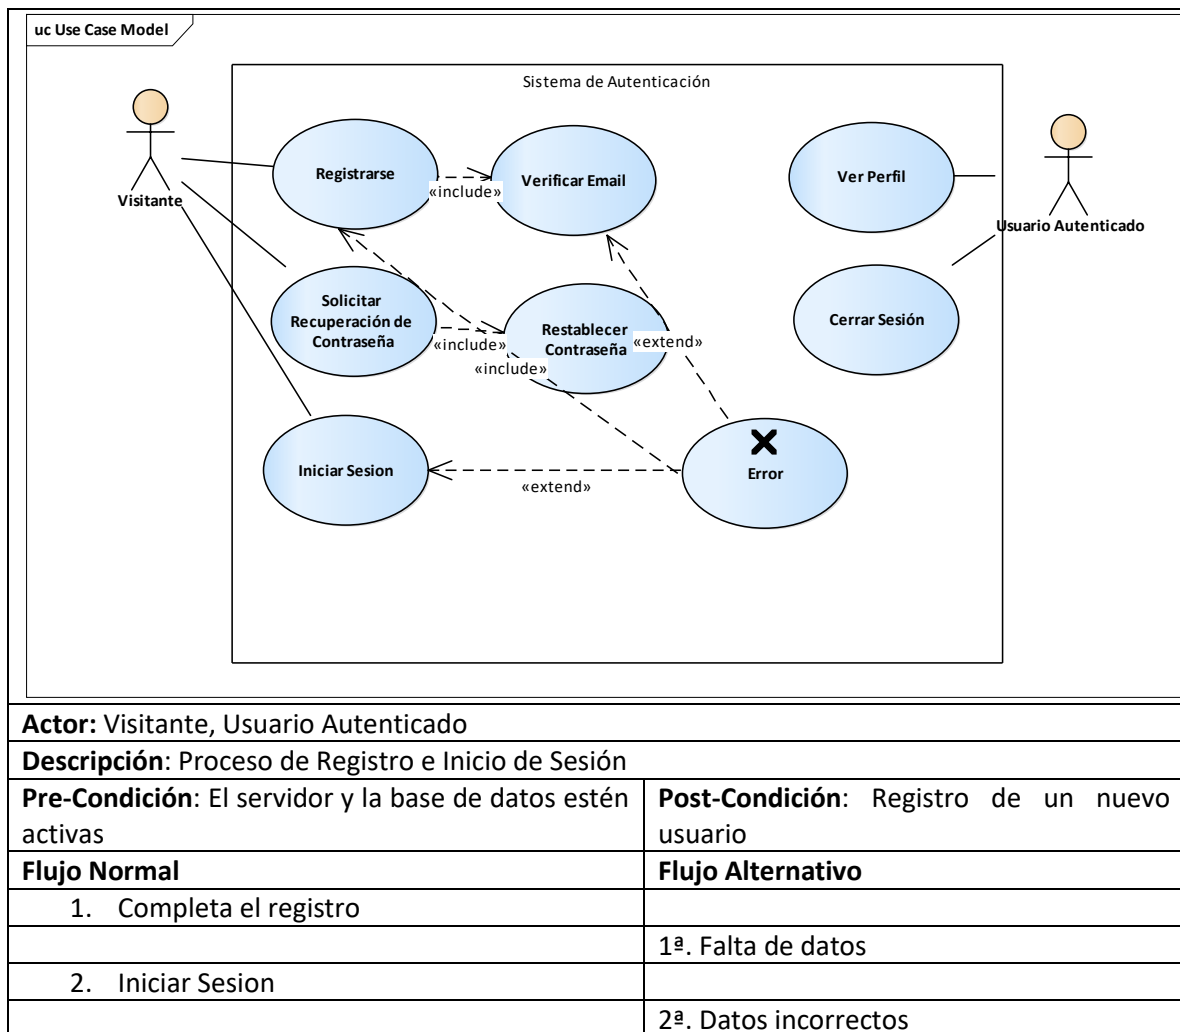 uc Use Case Model
Sistema de Autenticación
Registrarse
Verificar Email
Ver Perfil
«include»
Visitante
Usuario Autenticado
Solicitar
Recuperación de
Contraseña
Restablecer
Contraseña
Cerrar Sesión
«include»
«extend»
«include»
Iniciar Sesion
Error
«extend»
Actor: Visitante, Usuario Autenticado
Descripción: Proceso de Registro e Inicio de Sesión
Pre-Condición: El servidor y la base de datos estén
activas
Post-Condición: Registro de un nuevo
usuario
Flujo Normal
Flujo Alternativo
1. Completa el registro
1ª. Falta de datos
2. Iniciar Sesion
2ª. Datos incorrectos